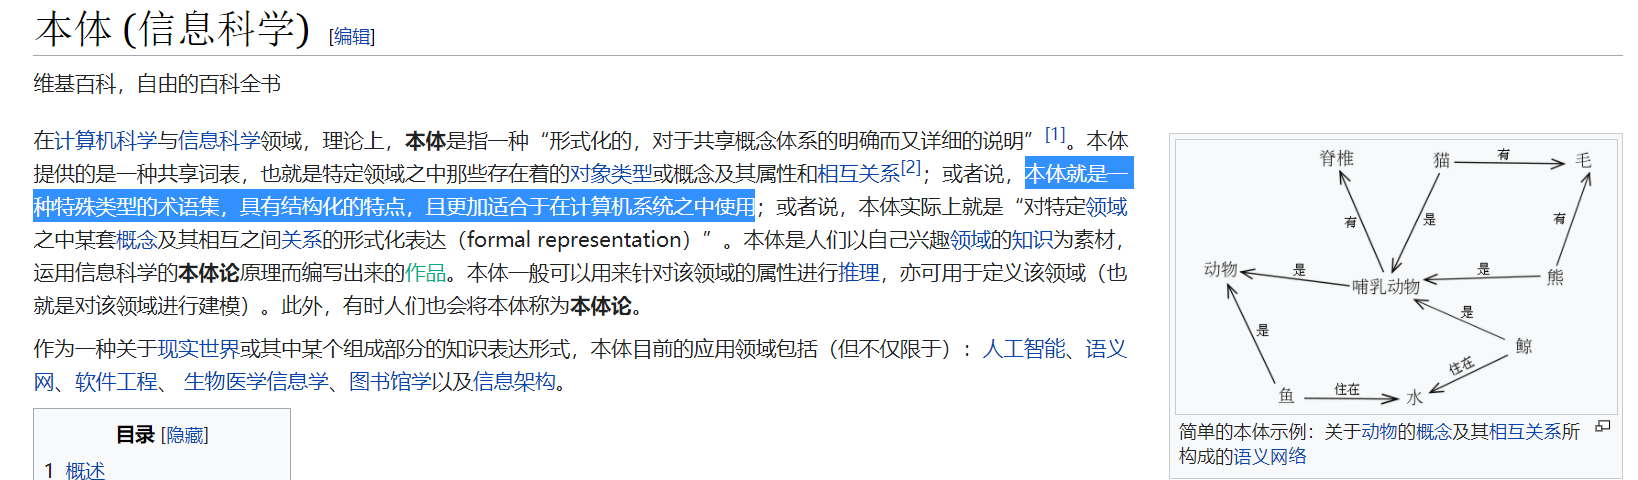 本体 (信息科学) [编辑]
维基百科，自由的百科全书
在计算机科学与信息科学领域，理论上，本体是指一种“形式化的，对于共享概念体系的明确而又详细的说明”[1]。本体
提供的是一种共享词表，也就是特定领域之中那些存在着的对象类型或概念及其属性和相互关系[2]；或者说，本体就是一
种特殊类型的术语集，具有结构化的特点，且更加适合于在计算机系统之中使用；或者说，本体实际上就是“对特定领域
之中某套概念及其相互之间关系的形式化表达（formal representation）”。本体是人们以自己兴趣领域的知识为素材，
运用信息科学的本体论原理而编写出来的作品。本体一般可以用来针对该领域的属性进行推理，亦可用于定义该领域（也
就是对该领域进行建模）。此外，有时人们也会将本体称为本体论。
作为一种关于现实世界或其中某个组成部分的知识表达形式，本体目前的应用领域包括（但不仅限于）：人工智能、语义
网、软件工程、 生物医学信息学、图书馆学以及信息架构。
目录 [隐藏]
1 概述
脊椎 猫 有 毛
有 是 有
动物 是 哺乳动物 是 熊
是 是 鲸
鱼 住在 水 住在
简单的本体示例：关于动物的概念及其相互关系所
构成的语义网络